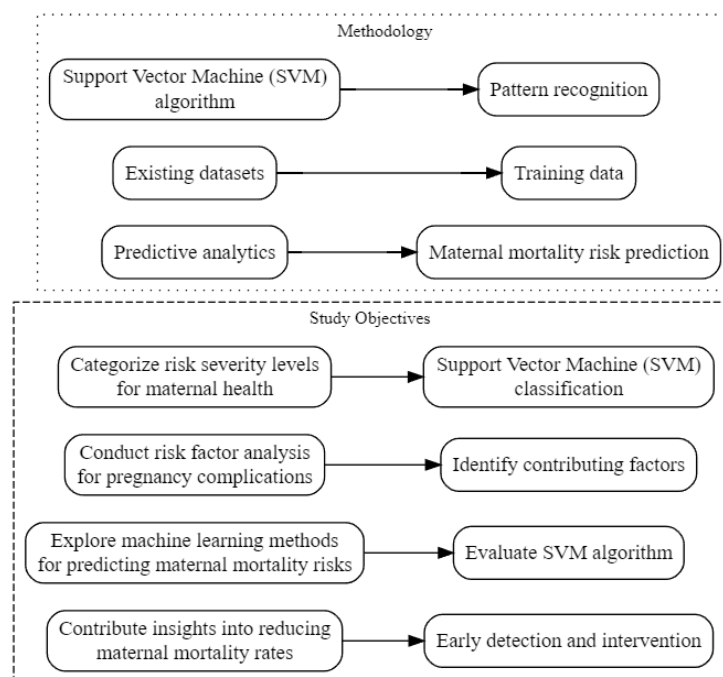 Methodology
Support Vector Machine (SVM)
algorithm
Pattern recognition
Existing datasets
Training data
Predictive analytics
Maternal mortality risk prediction
Study Objectives
Categorize risk severity levels
for maternal health
Support Vector Machine (SVM)
classification
Conduct risk factor analysis
for pregnancy complications
Identify contributing factors
Explore machine learning methods
for predicting maternal mortality risks
Evaluate SVM algorithm
Contribute insights into reducing
maternal mortality rates
Early detection and intervention